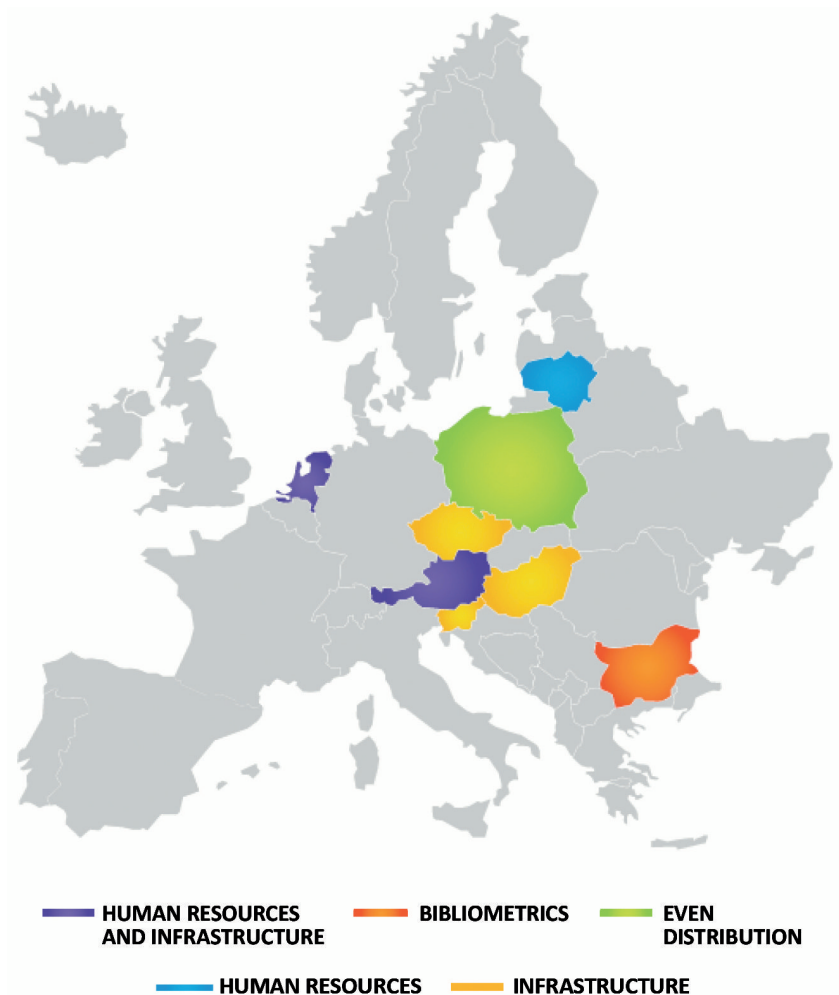 HUMAN RESOURCES
AND INFRASTRUCTURE
BIBLIOMETRICS
EVEN
DISTRIBUTION
HUMAN RESOURCES
INFRASTRUCTURE